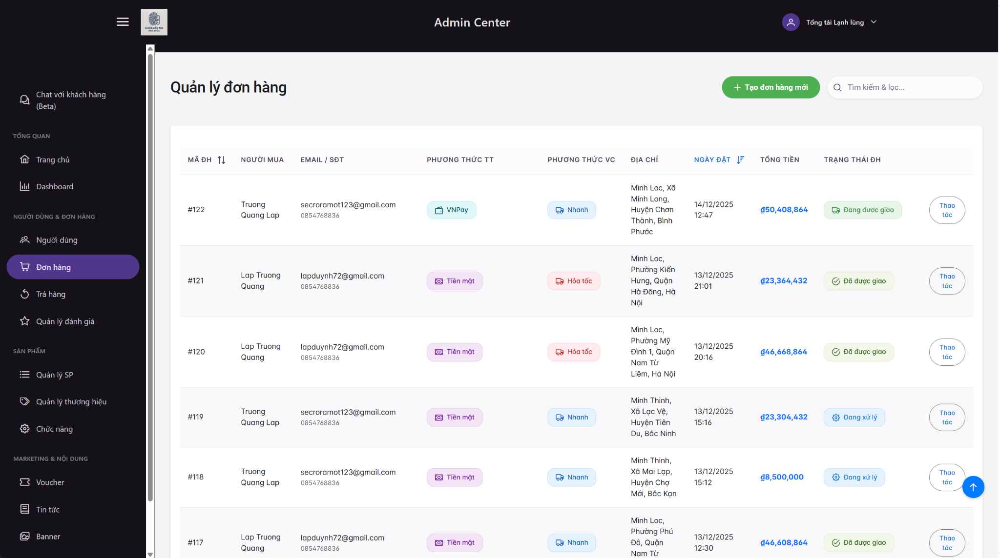 KHÓA VÂN TAY
HÀN QUỐC
Admin Center
Tổng tài Lạnh lùng
Chat với khách hàng
(Beta)
TỔNG QUAN
Trang chủ
Dashboard
NGƯỜI DÙNG & ĐƠN HÀNG
Người dùng
Đơn hàng
Trả hàng
Quản lý đánh giá
SẢN PHẨM
Quản lý SP
Quản lý thương hiệu
Chức năng
MARKETING & NỘI DUNG
Voucher
Tin tức
Banner
Quản lý đơn hàng
Tạo đơn hàng mới
Tìm kiếm & lọc...
MÃ ĐH NGƯỜI MUA EMAIL / SĐT PHƯƠNG THỨC TT PHƯƠNG THỨC VC ĐỊA CHỈ NGÀY ĐẶT TỔNG TIỀN TRẠNG THÁI ĐH
#122
Truong
Quang Lap
secroramot123@gmail.com
0854768836
VNPay
Nhanh
Minh Loc, Xã
Minh Long,
Huyện Chơn
Thành, Bình
Phước
14/12/2025
12:47
₫50,408,864
Đang được giao
Thao
tác
#121
Lap Truong
Quang
lapduynh72@gmail.com
0854768836
Tiền mặt
Hỏa tốc
Minh Loc,
Phường Kiến
Hưng, Quận
Hà Đông, Hà
Nội
13/12/2025
21:01
₫23,364,432
Đã được giao
Thao
tác
#120
Lap Truong
Quang
lapduynh72@gmail.com
0854768836
Tiền mặt
Hỏa tốc
Minh Loc,
Phường Mỹ
Đình 1, Quận
Nam Từ
Liêm, Hà Nội
13/12/2025
20:16
₫46,668,864
Đã được giao
Thao
tác
#119
Truong
Quang Lap
secroramot123@gmail.com
0854768836
Tiền mặt
Nhanh
Minh Thinh,
Xã Lạc Vệ,
Huyện Tiên
Du, Bắc Ninh
13/12/2025
15:16
₫23,304,432
Đang xử lý
Thao
tác
#118
Truong
Quang Lap
secroramot123@gmail.com
0854768836
Tiền mặt
Nhanh
Minh Thinh,
Xã Mai Lạp,
Huyện Chợ
Mới, Bắc Kạn
13/12/2025
15:12
₫8,500,000
Đang xử lý
Thao
tác
#117
Lap Truong
Quang
lapduynh72@gmail.com
0854768836
Tiền mặt
Nhanh
Minh Loc,
Phường Phú
Đô, Quận
Nam Từ
13/12/2025
12:30
₫46,608,864
Đã được giao
Thao
tác